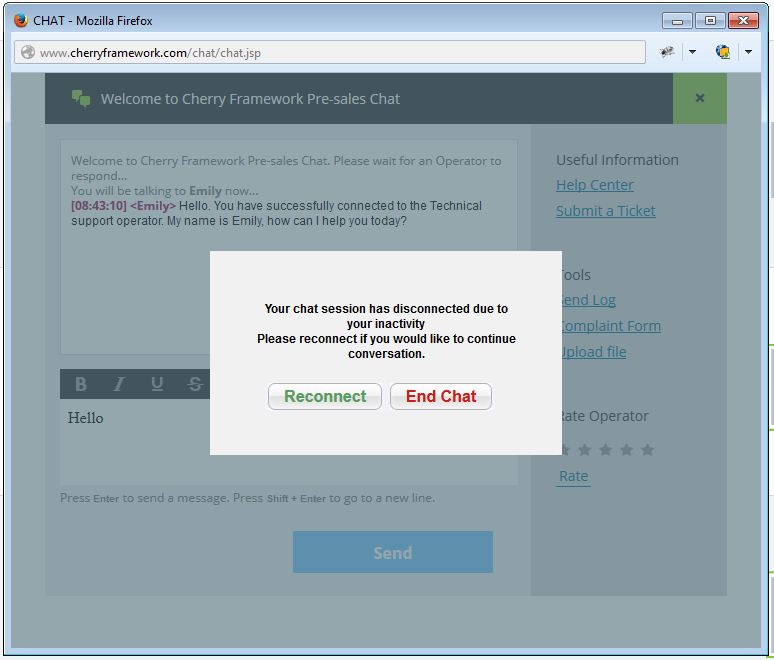 CHAT - Mozilla Firefox
www.cherryframework.com/chat/chat.jsp
Welcome to Cherry Framework Pre-sales Chat
Welcome to Cherry Framework Pre-sales Chat. Please wait for an Operator to
respond...
You will be talking to Emily now...
[08:43:10] <Emily> Hello. You have successfully connected to the Technical
support operator. My name is Emily, how can I help you today?
Your chat session has disconnected due to
your inactivity
Please reconnect if you would like to continue
conversation.
Reconnect End Chat
B I U S
Hello
Press Enter to send a message. Press Shift + Enter to go to a new line.
Send
Useful Information
Help Center
Submit a Ticket
Tools
Send Log
Complaint Form
Upload file
Rate Operator
Rate